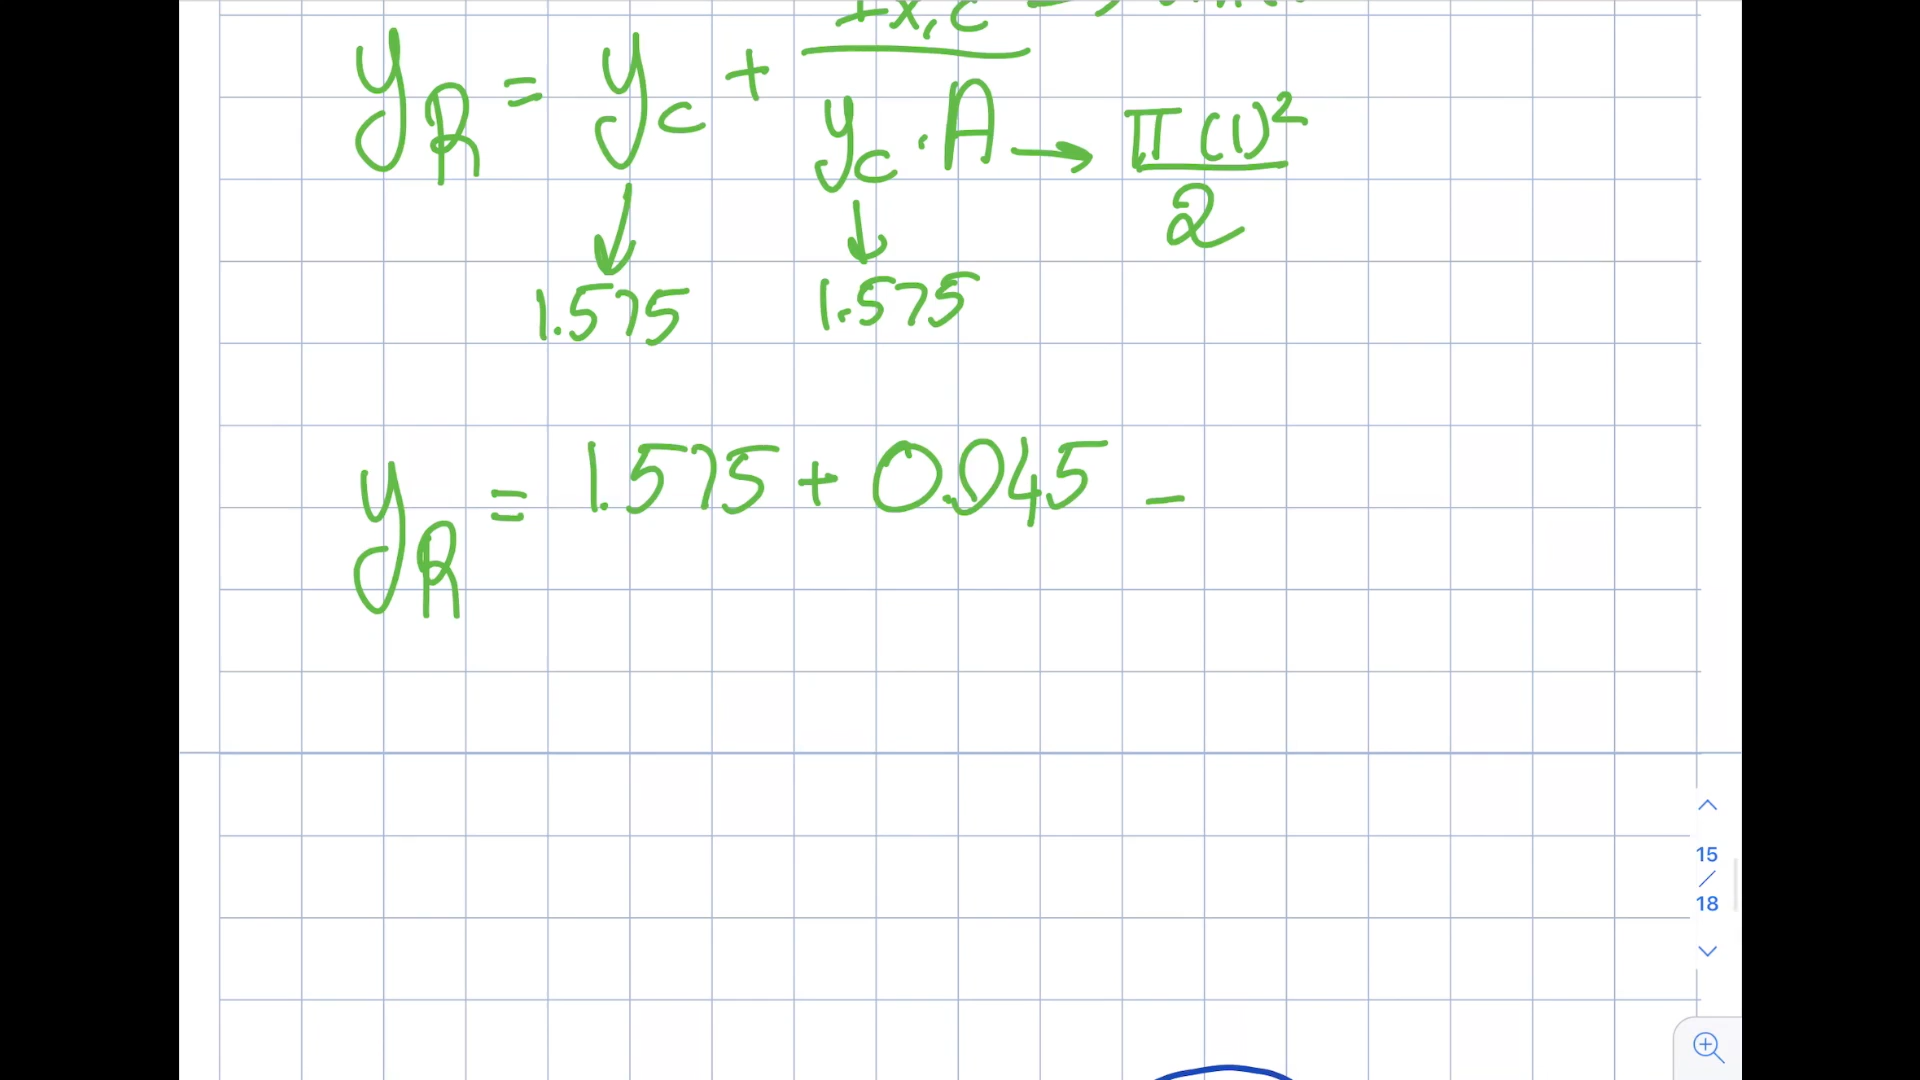 y_R = y_c + I_x,c / (y_c · A) → π(1)² / 2
1.575 1.575
y_R = 1.575 + 0.045 -
15
/
18